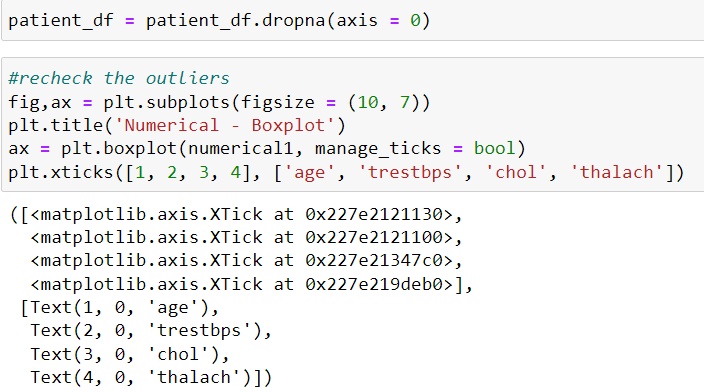 patient_df = patient_df.dropna(axis = 0)
#recheck the outliers
fig,ax = plt.subplots(figsize = (10, 7))
plt.title('Numerical - Boxplot')
ax = plt.boxplot(numerical1, manage_ticks = bool)
plt.xticks([1, 2, 3, 4], ['age', 'trestbps', 'chol', 'thalach'])
([<matplotlib.axis.XTick at 0x227e2121130>,
<matplotlib.axis.XTick at 0x227e2121100>,
<matplotlib.axis.XTick at 0x227e21347c0>,
<matplotlib.axis.XTick at 0x227e219deb0>],
[Text(1, 0, 'age'),
Text(2, 0, 'trestbps'),
Text(3, 0, 'chol'),
Text(4, 0, 'thalach')])